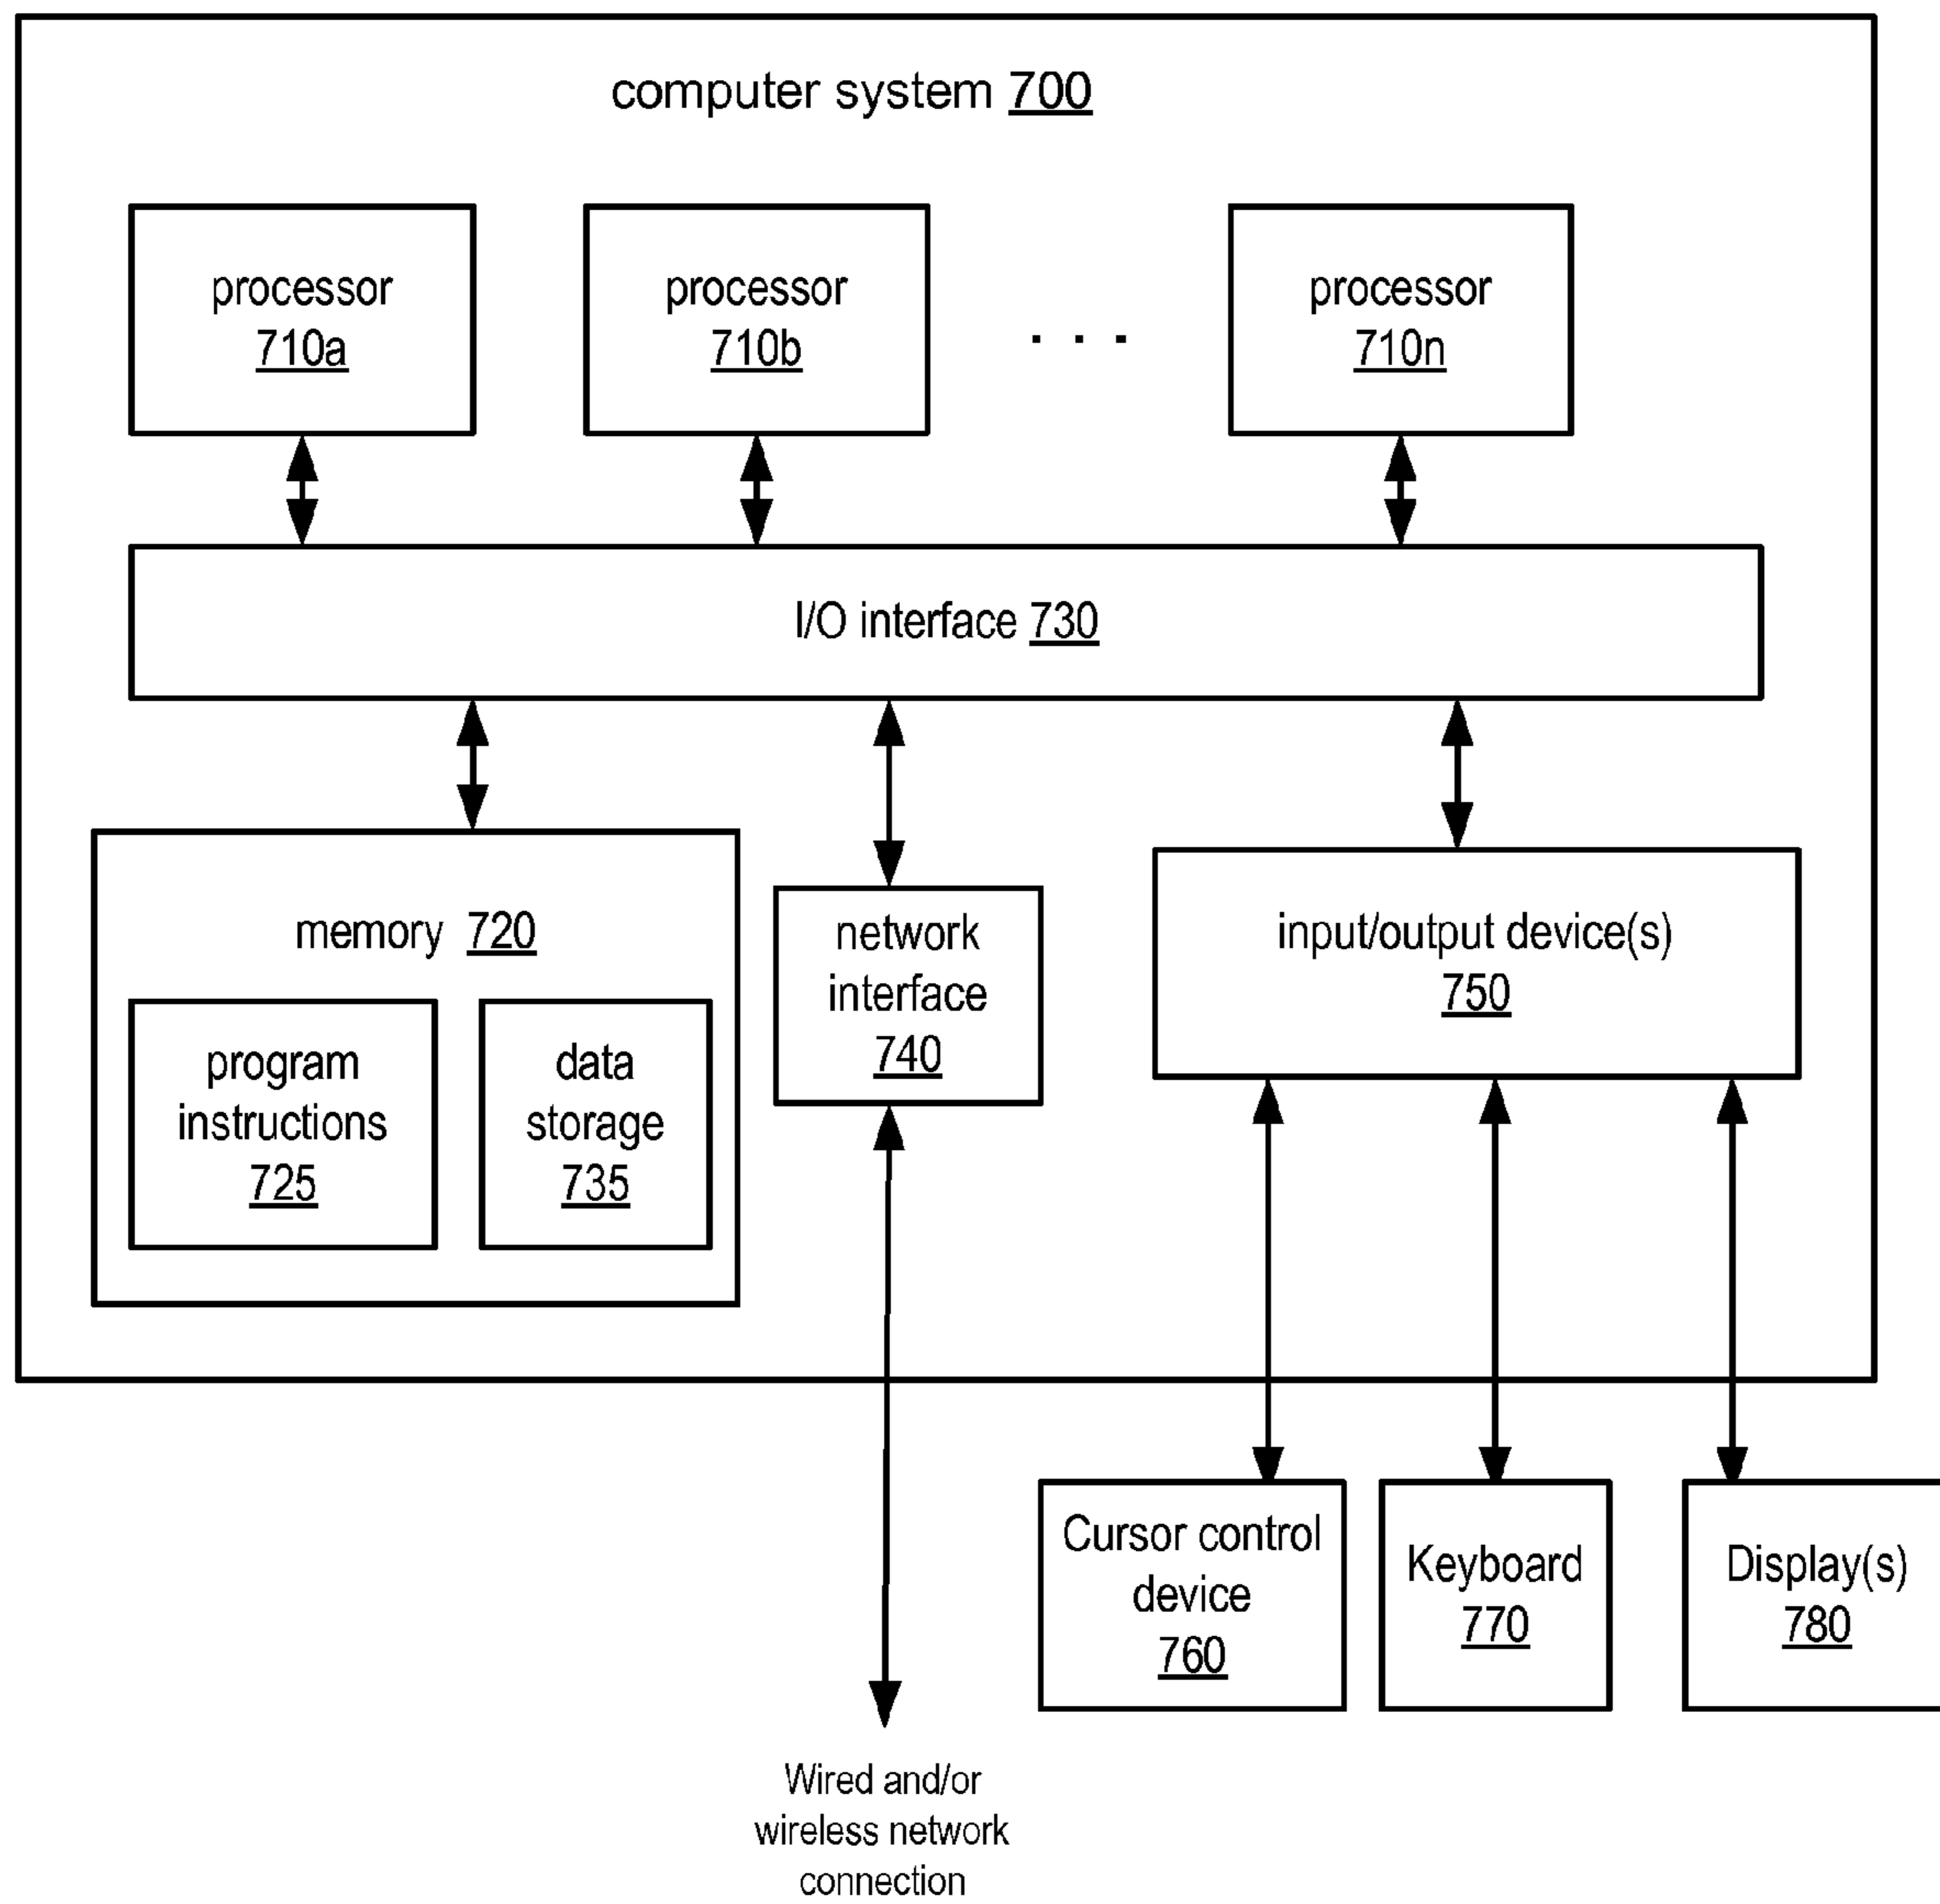 computer system 700
processor
710a
processor
710b
. . .
processor
710n
I/O interface 730
memory 720
program
instructions
725
data
storage
735
network
interface
740
input/output device(s)
750
Cursor control
device
760
Keyboard
770
Display(s)
780
Wired and/or
wireless network
connection